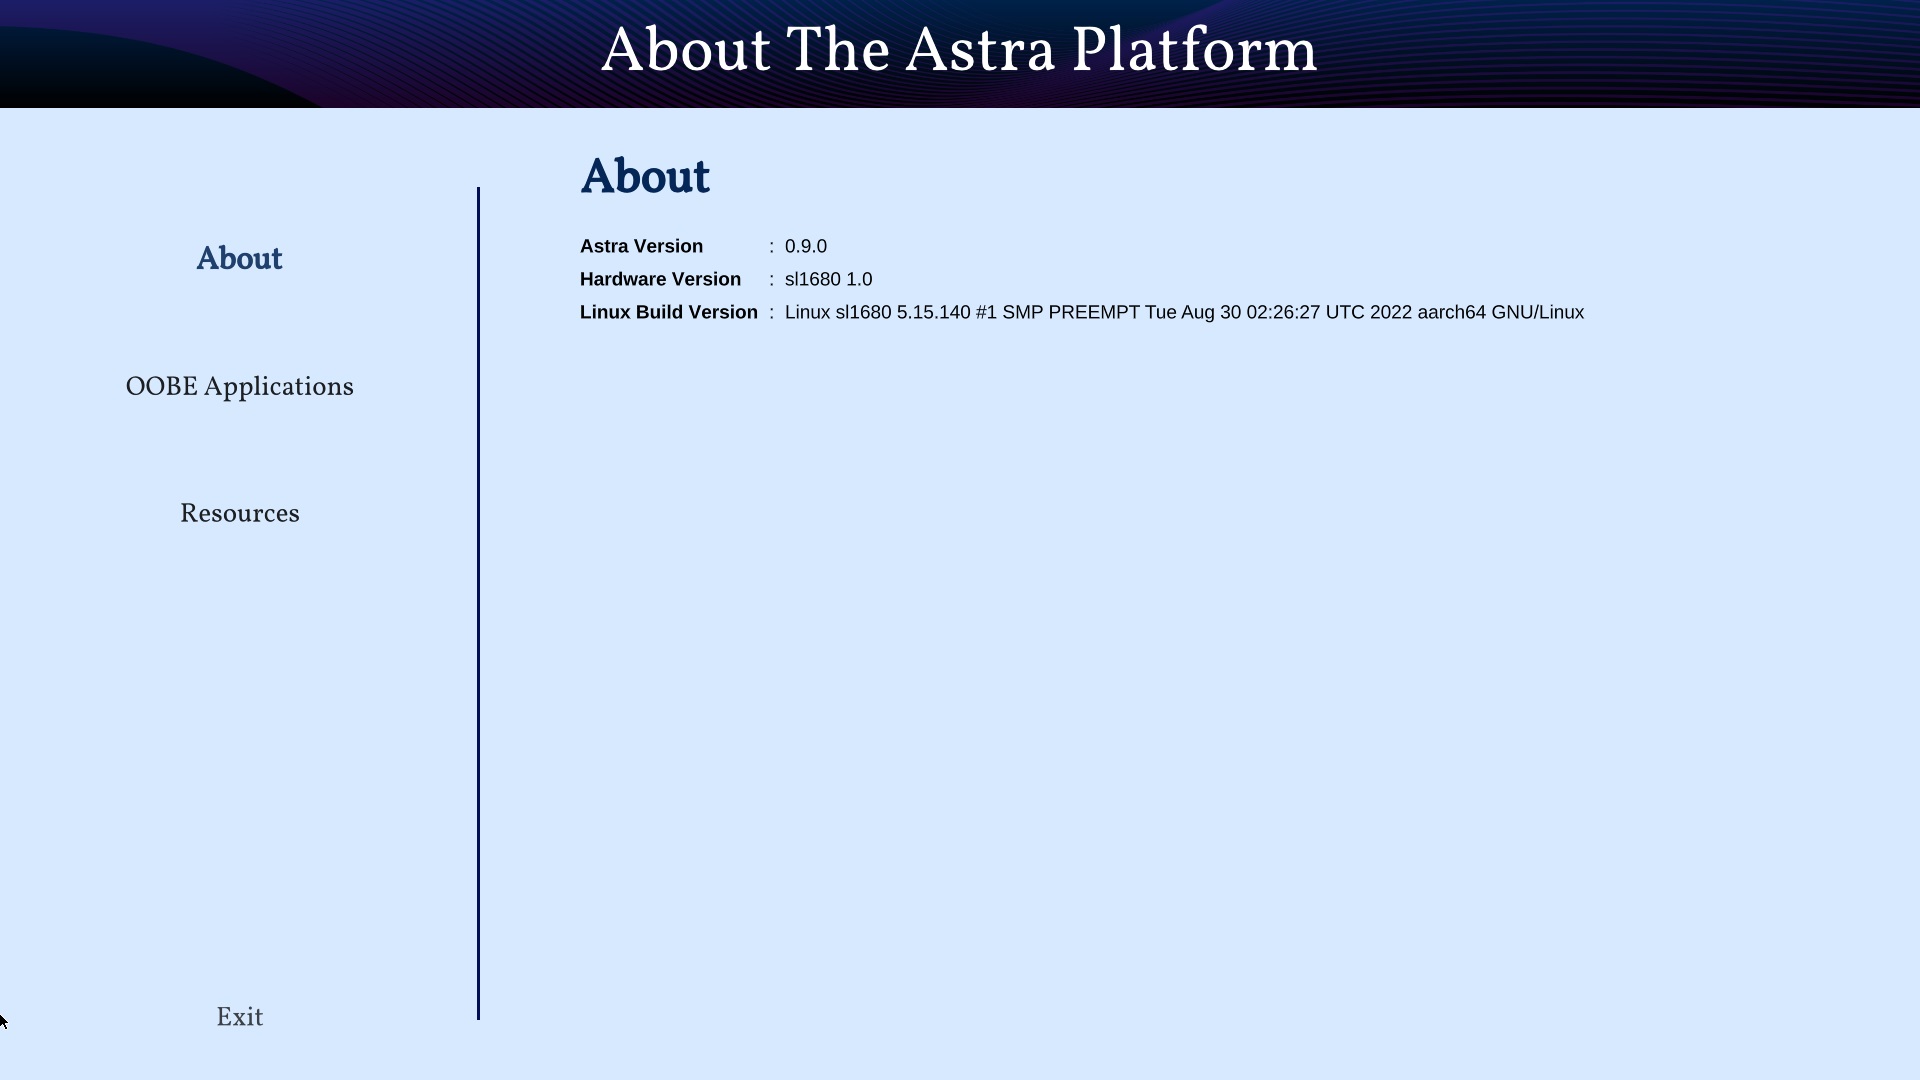 About The Astra Platform
About
OOBE Applications
Resources
Exit
About
Astra Version : 0.9.0
Hardware Version : sl1680 1.0
Linux Build Version : Linux sl1680 5.15.140 #1 SMP PREEMPT Tue Aug 30 02:26:27 UTC 2022 aarch64 GNU/Linux